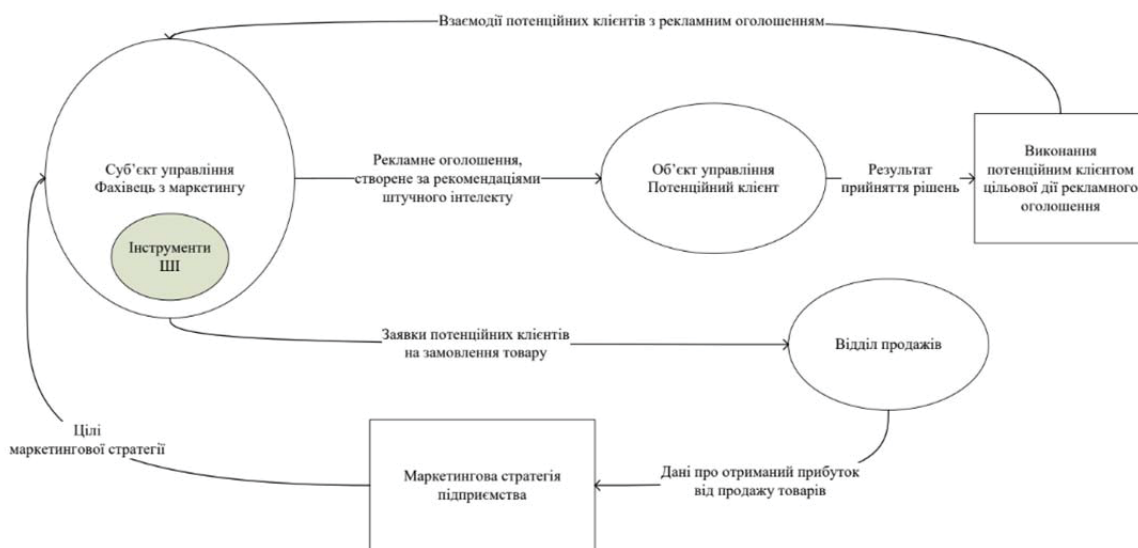 Взаємодії потенційних клієнтів з рекламним оголошенням
Суб’єкт управління
Фахівець з маркетингу
Інструменти
ШІ
Рекламне оголошення,
створене за рекомендаціями
штучного інтелекту
Об’єкт управління
Потенційний клієнт
Результат
прийняття рішень
Виконання
потенційним клієнтом
цільової дії рекламного
оголошення
Заявки потенційних клієнтів
на замовлення товару
Відділ продажів
Цілі
маркетингової стратегії
Маркетингова стратегія
підприємства
Дані про отриманий прибуток
від продажу товарів